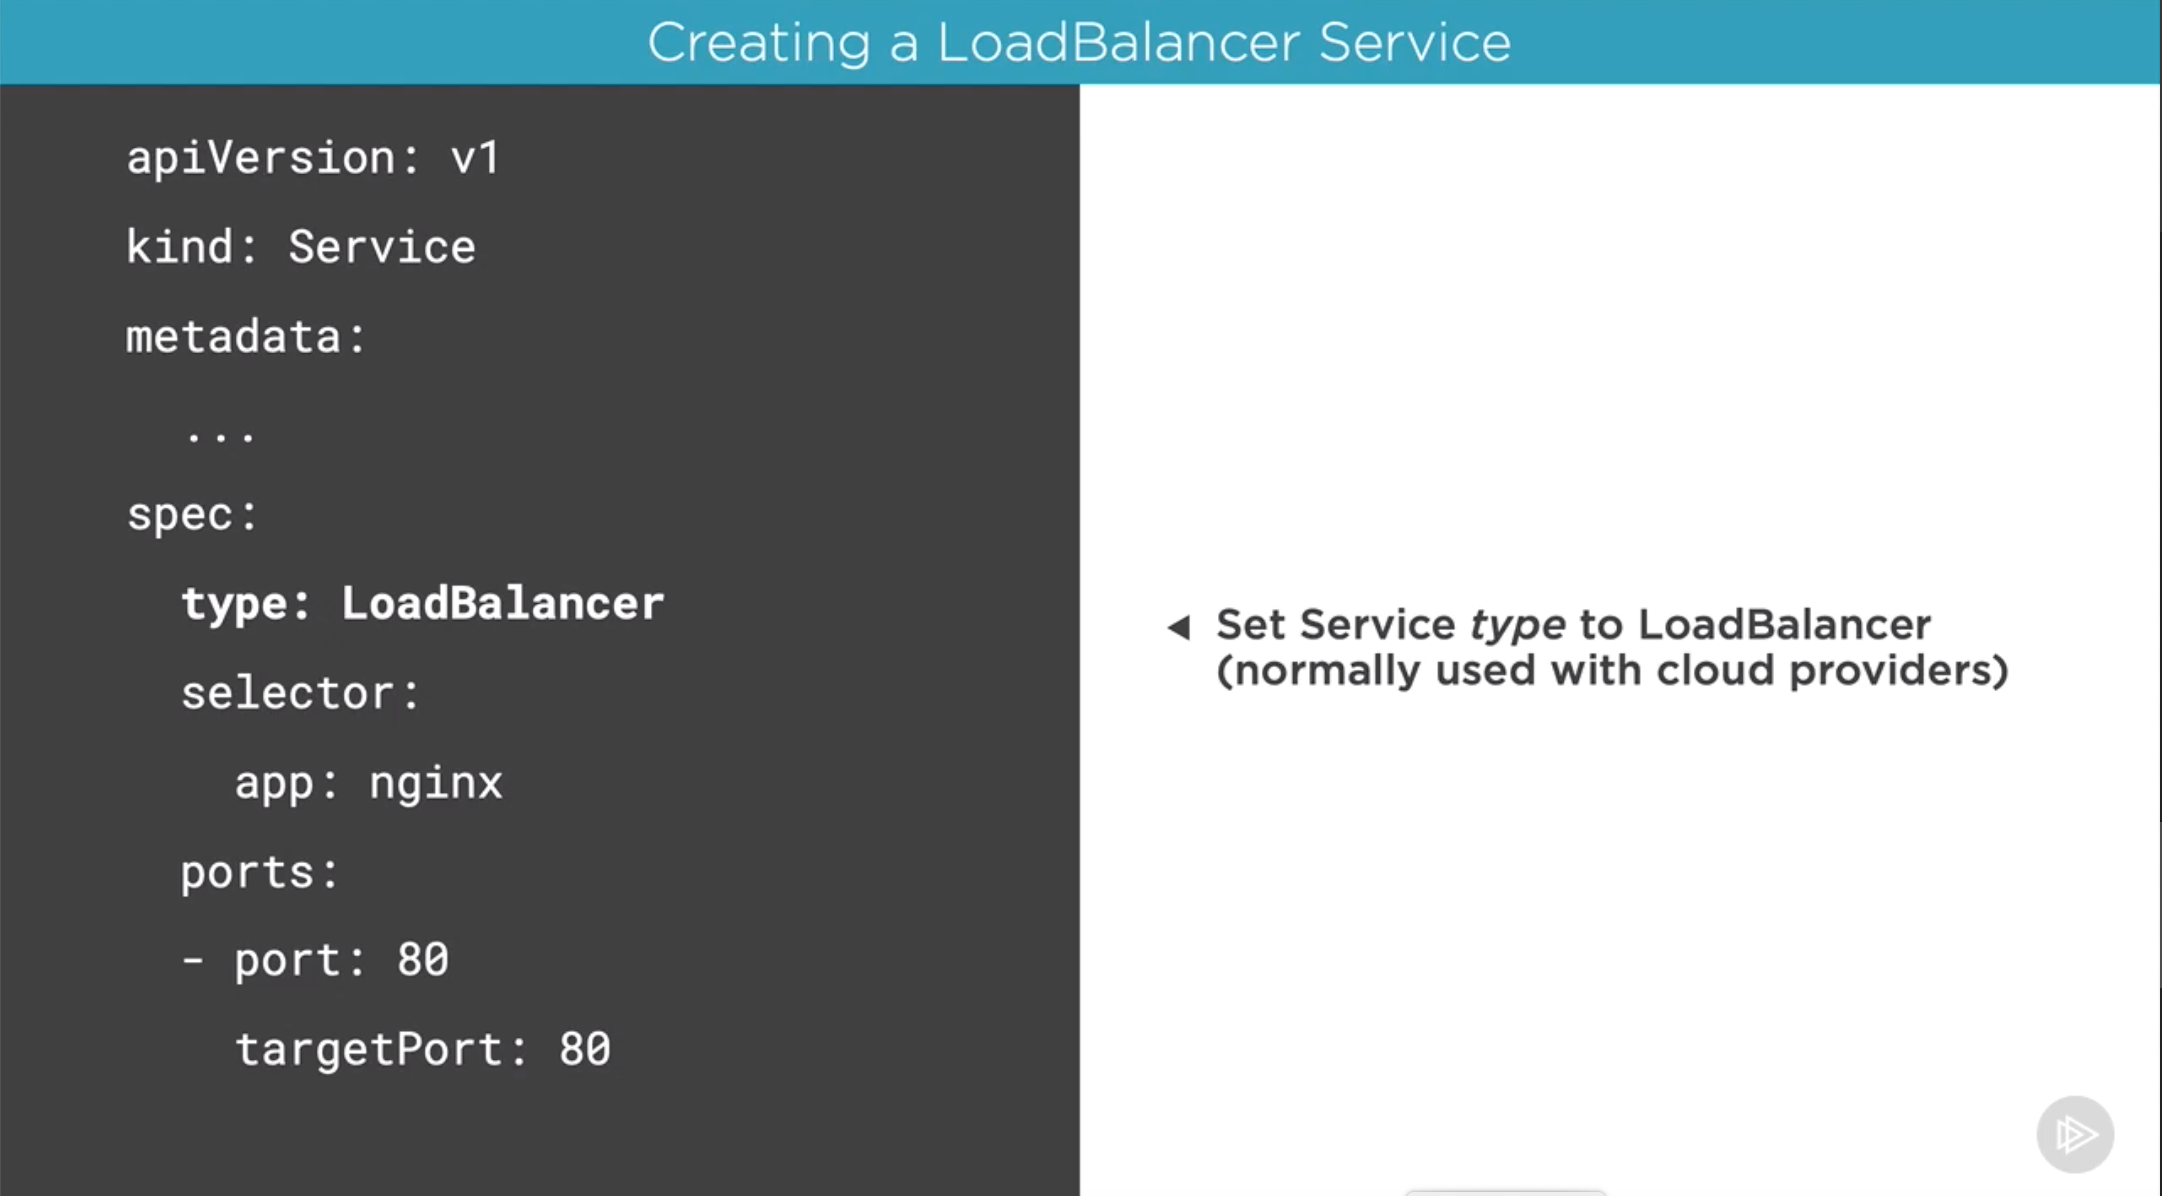 Creating a LoadBalancer Service
apiVersion: v1
kind: Service
metadata:
...
spec:
type: LoadBalancer
selector:
app: nginx
ports:
- port: 80
targetPort: 80
◀ Set Service type to LoadBalancer
(normally used with cloud providers)